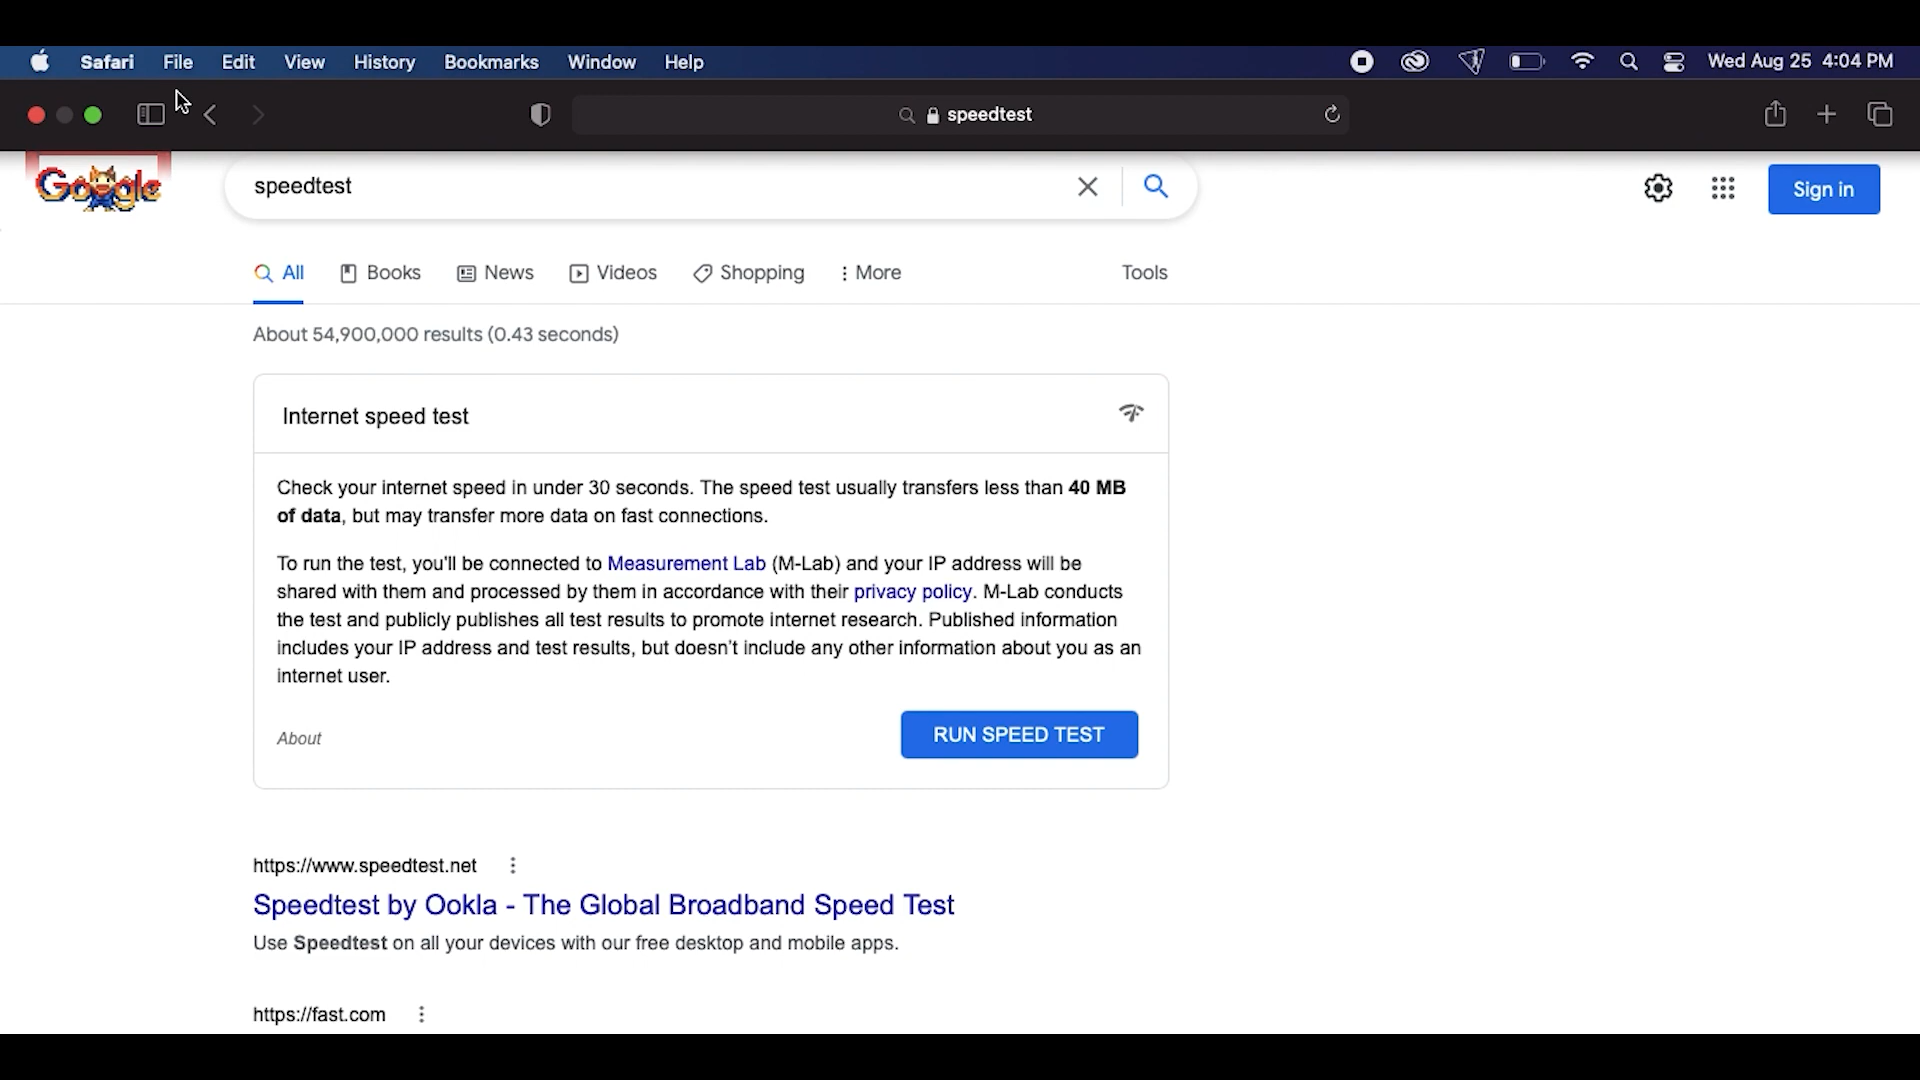 Safari File Edit View History Bookmarks Window Help Wed Aug 25 4:04 PM
speedtest
Google speedtest Sign in
All Books News Videos Shopping More Tools
About 54,900,000 results (0.43 seconds)
Internet speed test
Check your internet speed in under 30 seconds. The speed test usually transfers less than 40 MB
of data, but may transfer more data on fast connections.
To run the test, you'll be connected to Measurement Lab (M-Lab) and your IP address will be
shared with them and processed by them in accordance with their privacy policy. M-Lab conducts
the test and publicly publishes all test results to promote internet research. Published information
includes your IP address and test results, but doesn't include any other information about you as an
internet user.
About RUN SPEED TEST
https://www.speedtest.net
Speedtest by Ookla - The Global Broadband Speed Test
Use Speedtest on all your devices with our free desktop and mobile apps.
https://fast.com